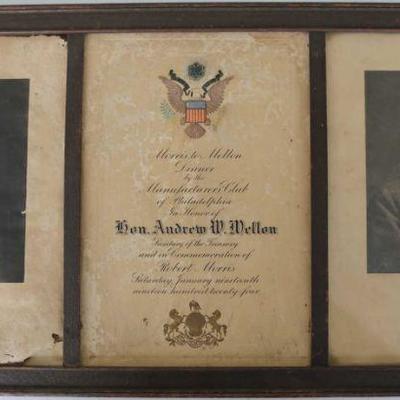 Morris to Mellon
Dinner
by the
Manufacturers Club
of Philadelphia
In Honor of
Hon. Andrew W. Mellon
Secretary of the Treasury
and in Commemoration of
Robert Morris
Saturday, January nineteenth
nineteen hundred twenty-four